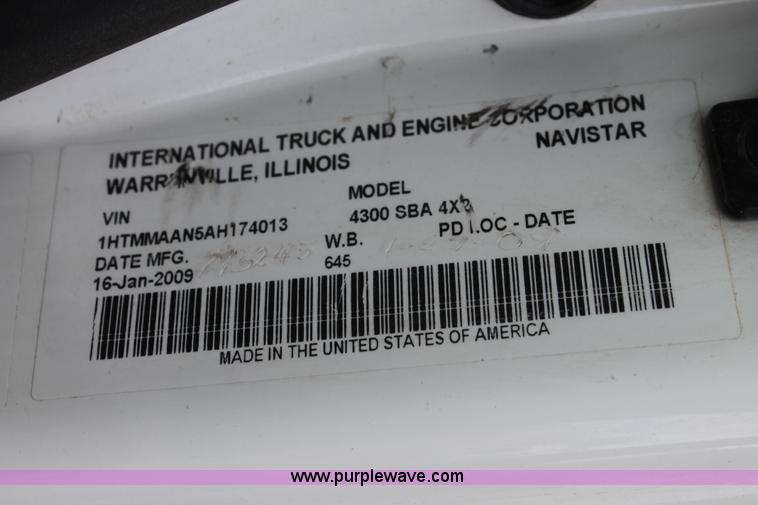 INTERNATIONAL TRUCK AND ENGINE CORPORATION
WARRENVILLE, ILLINOIS NAVISTAR
VIN MODEL
1HTMMAAN5AH174013 4300 SBA 4X2
DATE MFG. W.B. PD LOC - DATE
16-Jan-2009 645
MADE IN THE UNITED STATES OF AMERICA
www.purplewave.com